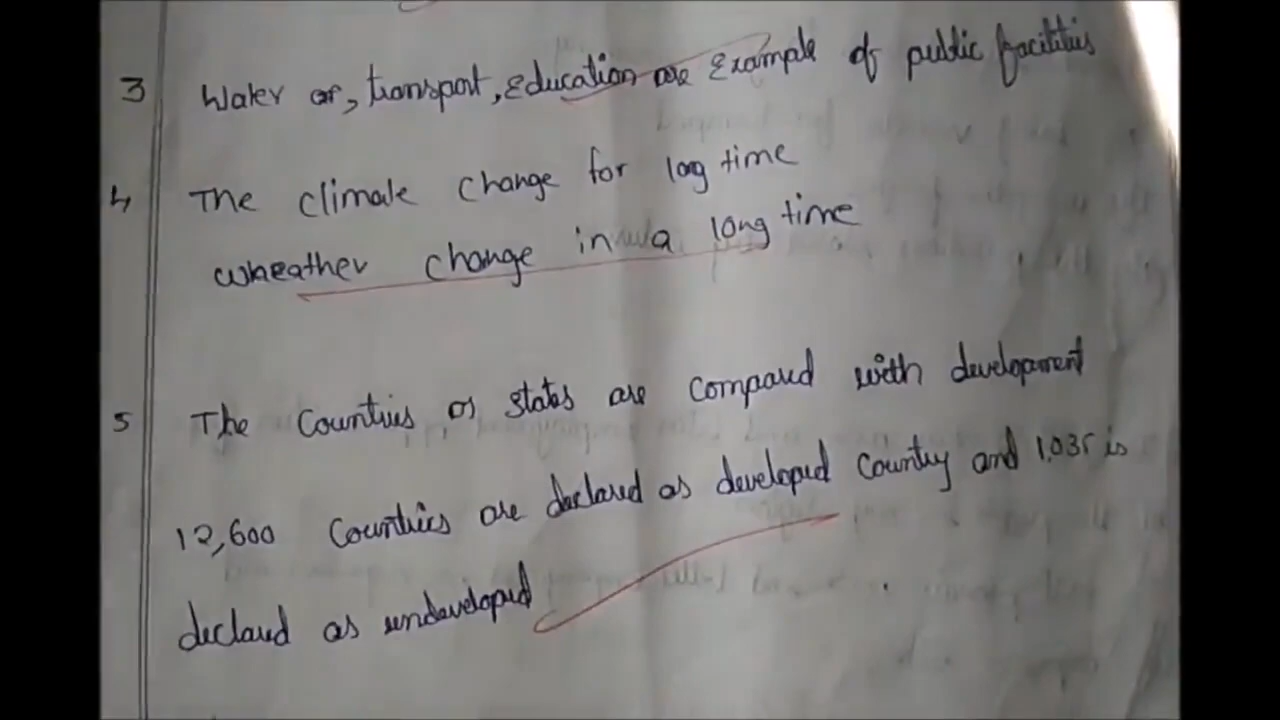 3 Water or, transport, Education are Example of public facilities
4 The climate change for long time
wheather change in a long time
5 The Countries or states are compared with development
12,600 Countries are declared as developed Country and 1,035 is
declared as undeveloped